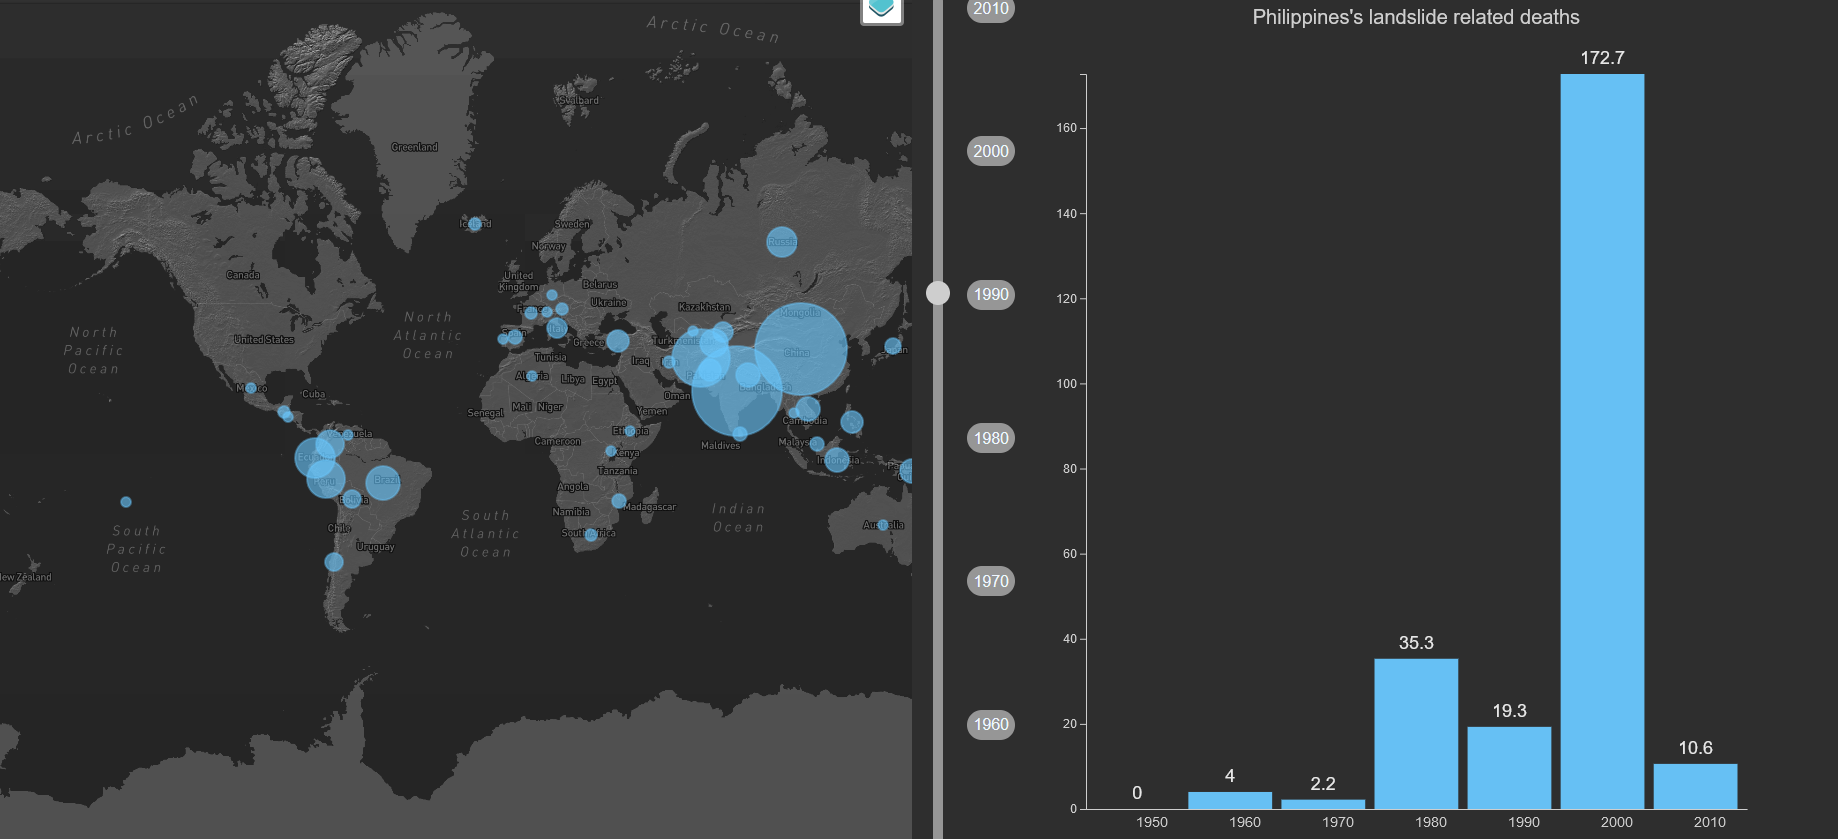 Arctic Ocean
Arctic Ocean
Svalbard
Greenland
Iceland
Sweden
Norway
Russia
United
Kingdom
Belarus
Canada
Ukraine
France
Kazakhstan
Mongolia
North
Pacific
Ocean
North
Atlantic
Ocean
United States
Spain
Italy
Greece
Japan
Tunisia
Iraq
Iran
China
Algeria
Libya
Egypt
Bangladesh
Mexico
Cuba
Oman
Senegal
Mali
Niger
Yemen
Cambodia
Venezuela
Ethiopia
Cameroon
Maldives
Malaysia
Ecuador
Kenya
Indonesia
Tanzania
Peru
Brazil
Angola
Bolivia
Namibia
Madagascar
Indian
Ocean
South
Pacific
Ocean
South
Atlantic
Ocean
Chile
South Africa
Australia
Uruguay
ew Zealand
2010
2000
1990
1980
1970
1960
Philippines's landslide related deaths
172.7
160
140
120
100
80
60
40
20
0
0
4
2.2
35.3
19.3
10.6
1950
1960
1970
1980
1990
2000
2010